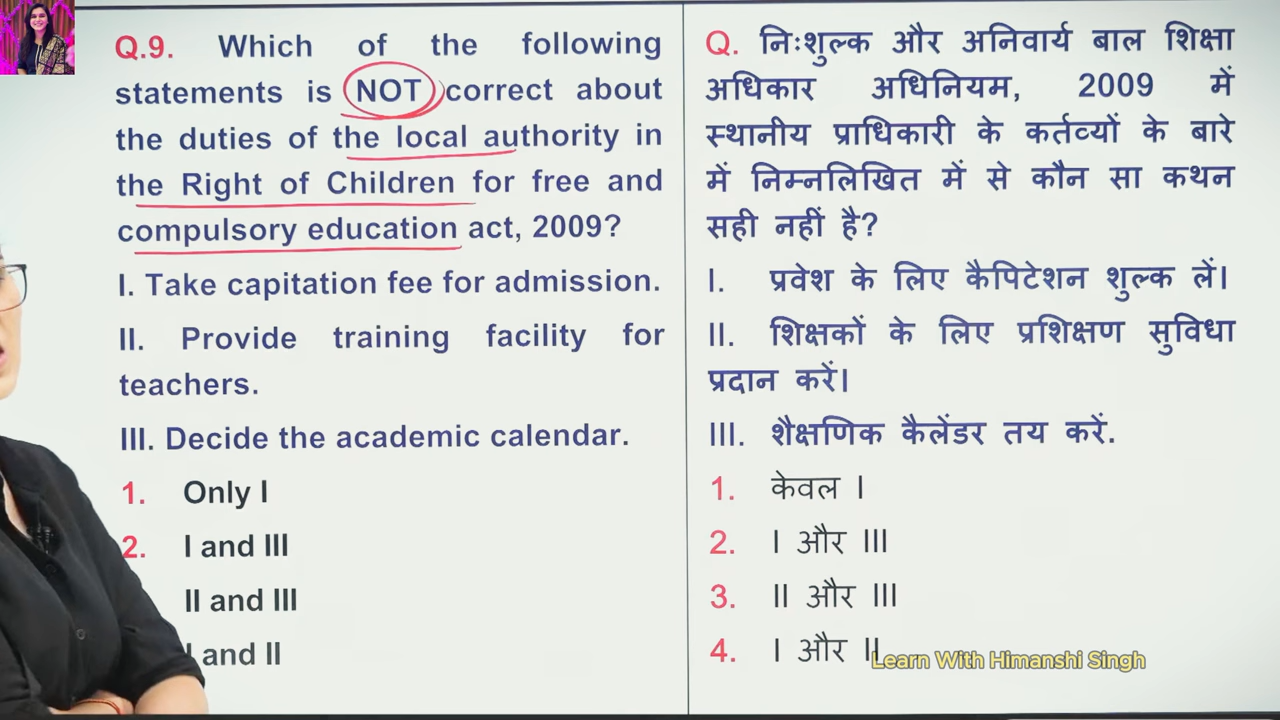 Q.9. Which of the following
statements is NOT correct about
the duties of the local authority in
the Right of Children for free and
compulsory education act, 2009?
I. Take capitation fee for admission.
II. Provide training facility for
teachers.
III. Decide the academic calendar.
1. Only I
2. I and III
II and III
I and II
Q. निःशुल्क और अनिवार्य बाल शिक्षा
अधिकार अधिनियम, 2009 में
स्थानीय प्राधिकारी के कर्तव्यों के बारे
में निम्नलिखित में से कौन सा कथन
सही नहीं है?
I. प्रवेश के लिए कैपिटेशन शुल्क लें।
II. शिक्षकों के लिए प्रशिक्षण सुविधा
प्रदान करें।
III. शैक्षणिक कैलेंडर तय करें.
1. केवल I
2. I और III
3. II और III
4. I और II
Learn With Himanshi Singh